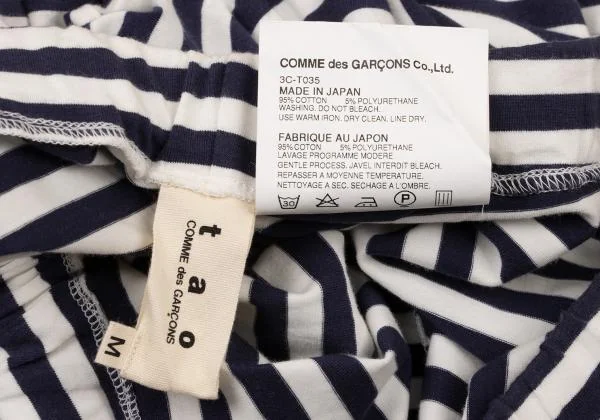 COMME des GARÇONS Co.,Ltd.
3C-T035
MADE IN JAPAN
95% COTTON 5% POLYURETHANE
WASHING. DO NOT BLEACH.
USE WARM IRON. DRY CLEAN. LINE DRY.
FABRIQUE AU JAPON
95% COTON 5% POLYURETHANE
LAVAGE PROGRAMME MODERE
GENTLE PROCESS. JAVEL INTERDIT BLEACH.
REPASSER A MOYENNE TEMPERATURE.
NETTOYAGE A SEC. SECHAGE A L'OMBRE.
30 P
tao
COMME des GARÇONS
M